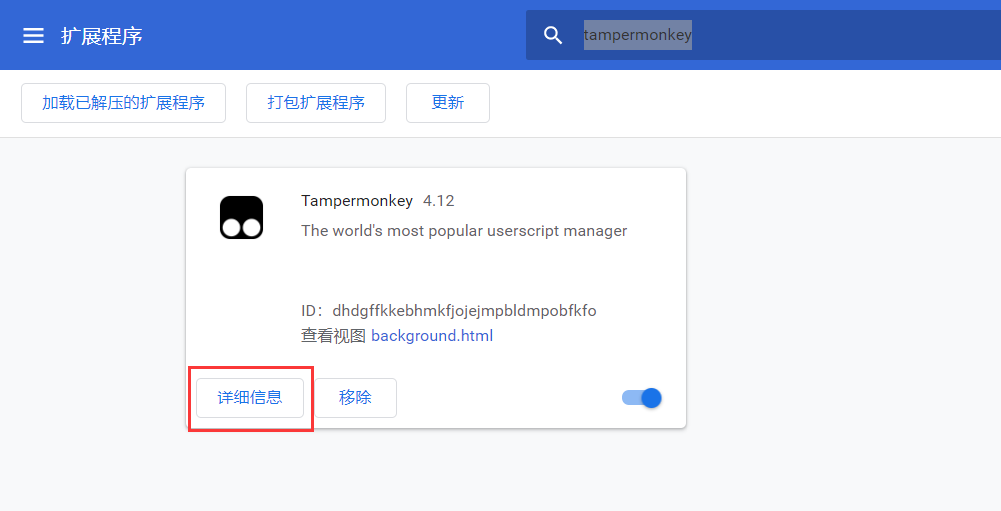 扩展程序
tampermonkey
加载已解压的扩展程序
打包扩展程序
更新
Tampermonkey 4.12
The world's most popular userscript manager
ID：dhdgffkkebhmkfjojejmpbldmpobfkfo
查看视图 background.html
详细信息
移除